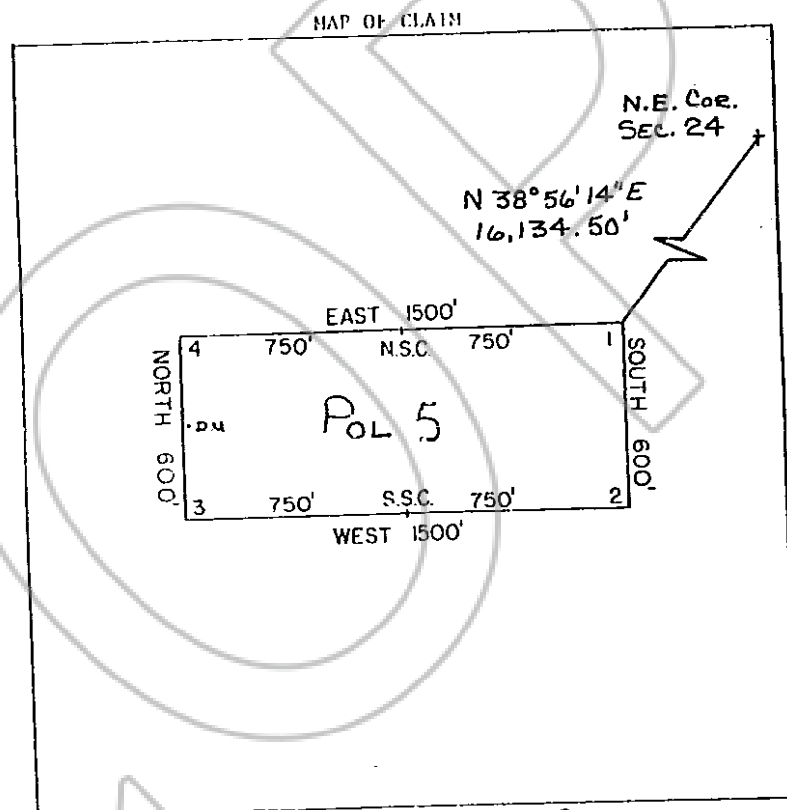 MAP OF CLAIM
N.E. COR.
SEC. 24
N 38°56'14"E
16,134.50'
EAST 1500'
4 750' N.S.C. 750' 1
NORTH 600'
SOUTH 600'
POL 5
3 750' S.S.C. 750' 2
WEST 1500'